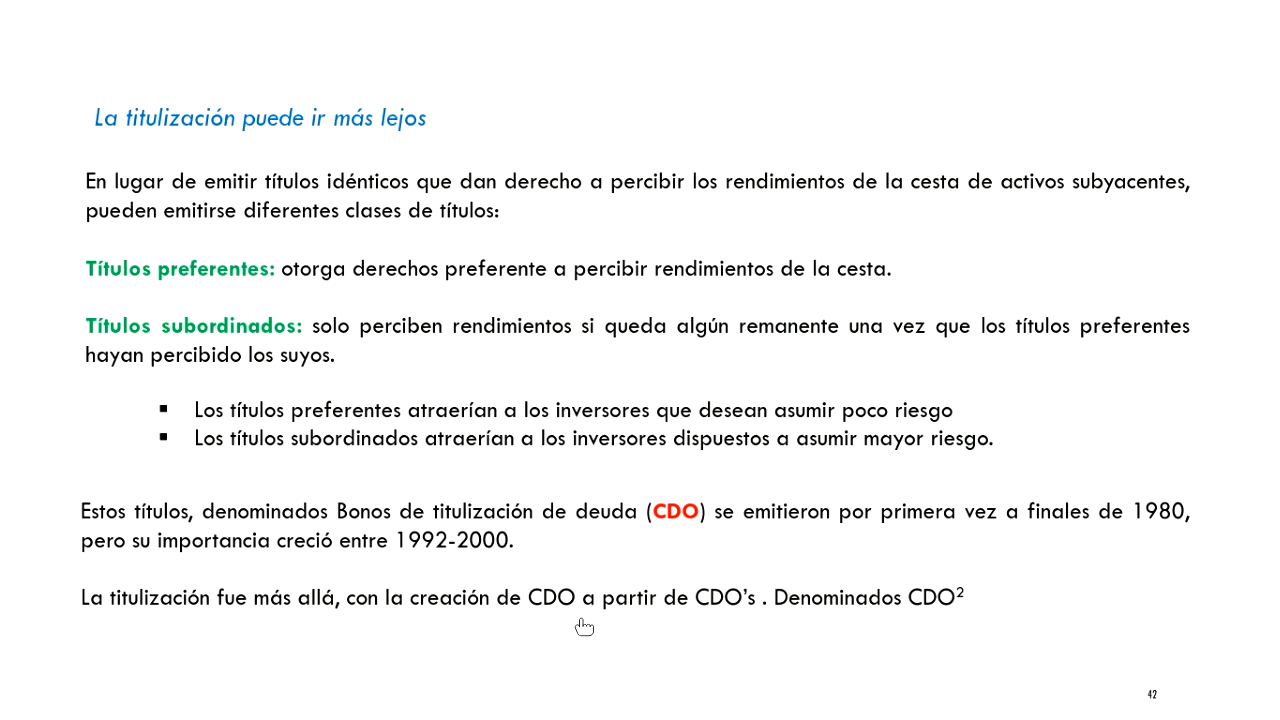 La titulización puede ir más lejos
En lugar de emitir títulos idénticos que dan derecho a percibir los rendimientos de la cesta de activos subyacentes,
pueden emitirse diferentes clases de títulos:
Títulos preferentes: otorga derechos preferente a percibir rendimientos de la cesta.
Títulos subordinados: solo perciben rendimientos si queda algún remanente una vez que los títulos preferentes
hayan percibido los suyos.
▪ Los títulos preferentes atraerían a los inversores que desean asumir poco riesgo
▪ Los títulos subordinados atraerían a los inversores dispuestos a asumir mayor riesgo.
Estos títulos, denominados Bonos de titulización de deuda (CDO) se emitieron por primera vez a finales de 1980,
pero su importancia creció entre 1992-2000.
La titulización fue más allá, con la creación de CDO a partir de CDO’s . Denominados CDO²
42